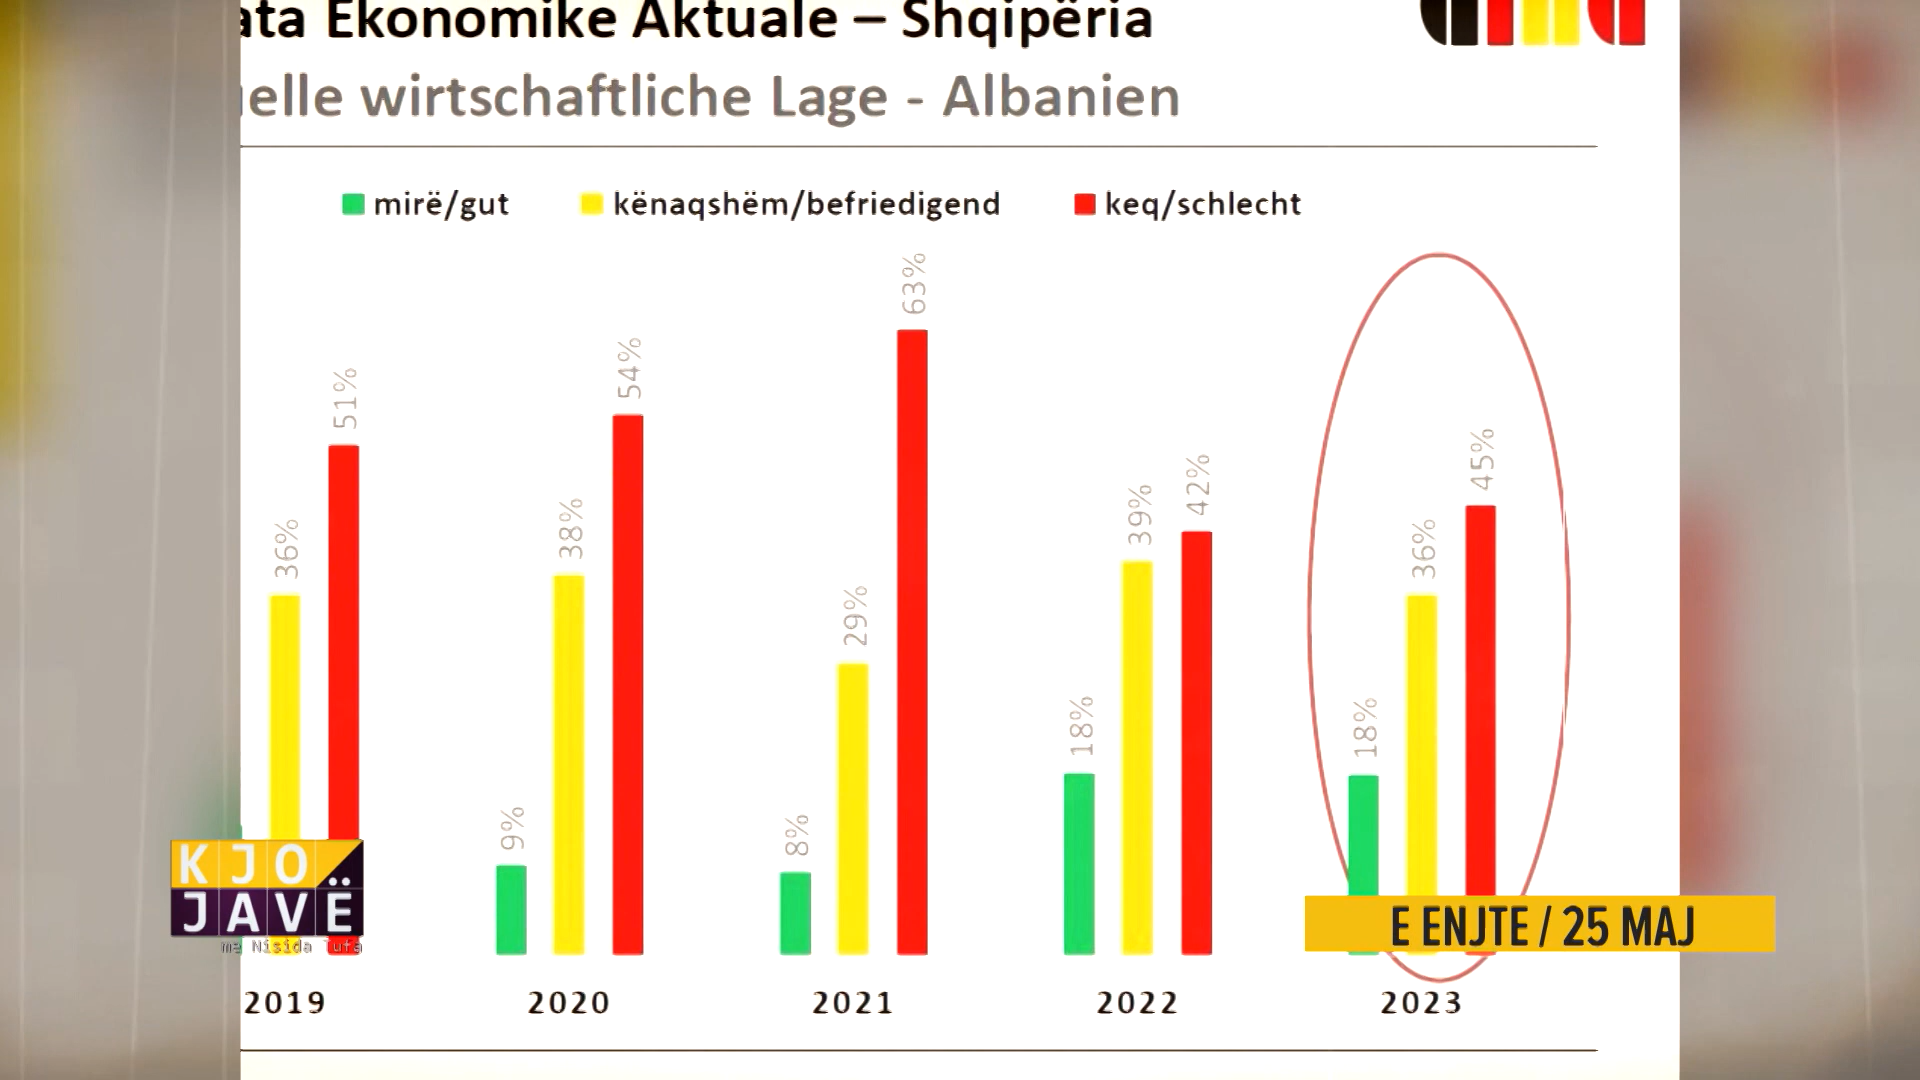 Ekonomike Aktuale – Shqipëria
wirtschaftliche Lage - Albanien
mirë/gut kënaqshëm/befriedigend keq/schlecht
36% 51%
9% 38% 54%
8% 29% 63%
18% 39% 42%
18% 36% 45%
KJO
JAVË
me Nisida Tufa
E ENJTE / 25 MAJ
2019 2020 2021 2022 2023